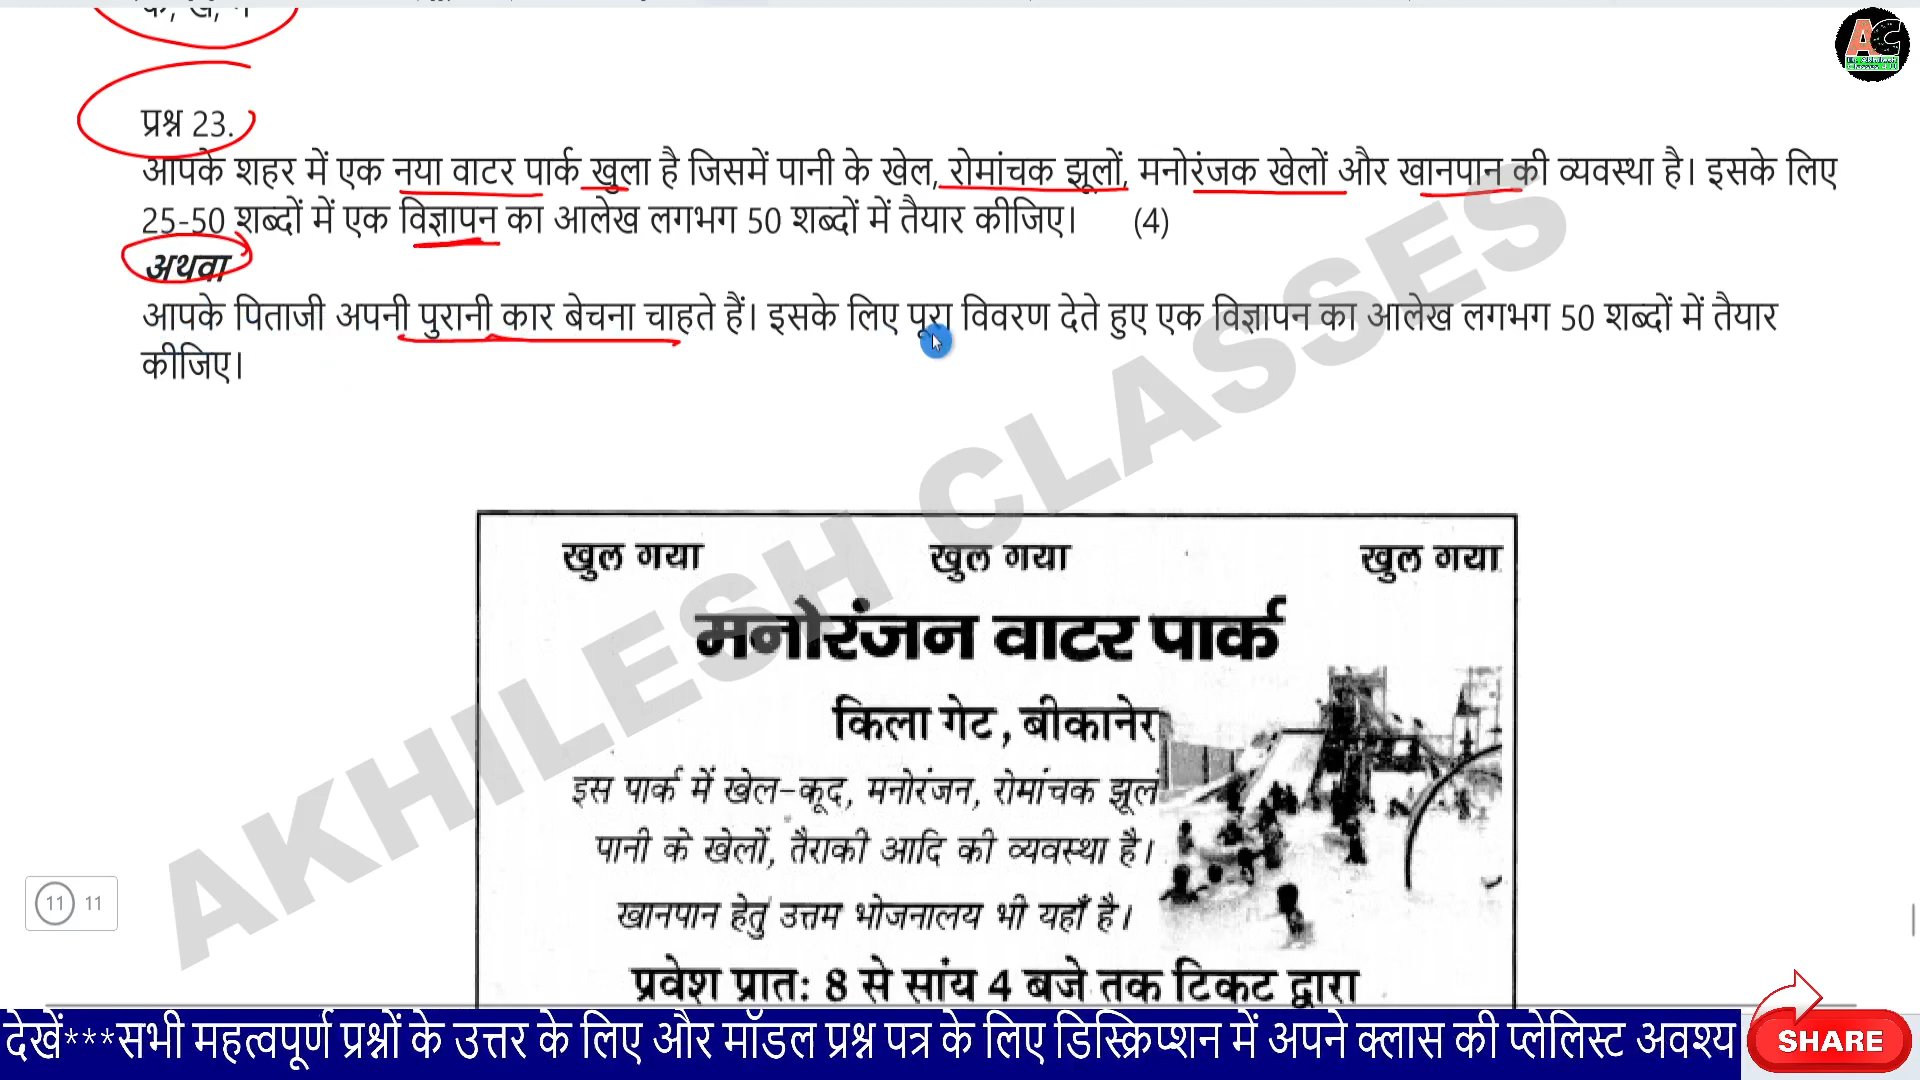 प्रश्न 23.
आपके शहर में एक नया वाटर पार्क खुला है जिसमें पानी के खेल, रोमांचक झूलों, मनोरंजक खेलों और खानपान की व्यवस्था है। इसके लिए
25-50 शब्दों में एक विज्ञापन का आलेख लगभग 50 शब्दों में तैयार कीजिए। (4)
अथवा
आपके पिताजी अपनी पुरानी कार बेचना चाहते हैं। इसके लिए पूरा विवरण देते हुए एक विज्ञापन का आलेख लगभग 50 शब्दों में तैयार
कीजिए।
AKHILESH CLASSES
खुल गया खुल गया खुल गया
मनोरंजन वाटर पार्क
किला गेट, बीकानेर
इस पार्क में खेल-कूद, मनोरंजन, रोमांचक
पानी के खेलों, तैराकी आदि की व्यवस्था है।
खानपान हेतु उत्तम भोजनालय भी यहाँ है।
प्रवेश प्रात: 8 से सांय 4 बजे तक टिकट द्वारा
11 11
देखें***सभी महत्वपूर्ण प्रश्नों के उत्तर के लिए और मॉडल प्रश्न पत्र के लिए डिस्क्रिप्शन में अपने क्लास की प्लेलिस्ट अवश्य
SHARE
AC